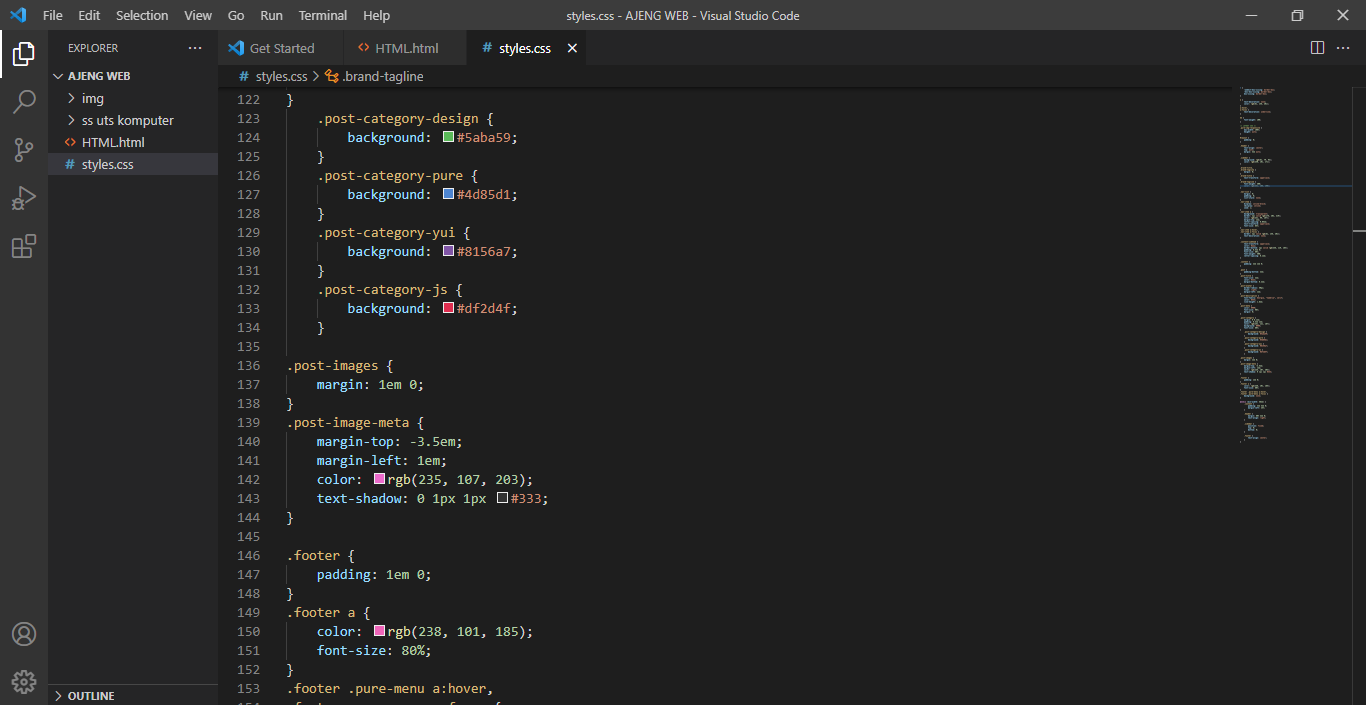 File Edit Selection View Go Run Terminal Help
styles.css - AJENG WEB - Visual Studio Code
EXPLORER
AJENG WEB
img
ss uts komputer
HTML.html
styles.css
OUTLINE
Get Started
HTML.html
styles.css
styles.css > .brand-tagline
122 }
123 .post-category-design {
124 background: #5aba59;
125 }
126 .post-category-pure {
127 background: #4d85d1;
128 }
129 .post-category-yui {
130 background: #8156a7;
131 }
132 .post-category-js {
133 background: #df2d4f;
134 }
135
136 .post-images {
137 margin: 1em 0;
138 }
139 .post-image-meta {
140 margin-top: -3.5em;
141 margin-left: 1em;
142 color: rgb(235, 107, 203);
143 text-shadow: 0 1px 1px #333;
144 }
145
146 .footer {
147 padding: 1em 0;
148 }
149 .footer a {
150 color: rgb(238, 101, 185);
151 font-size: 80%;
152 }
153 .footer .pure-menu a:hover,